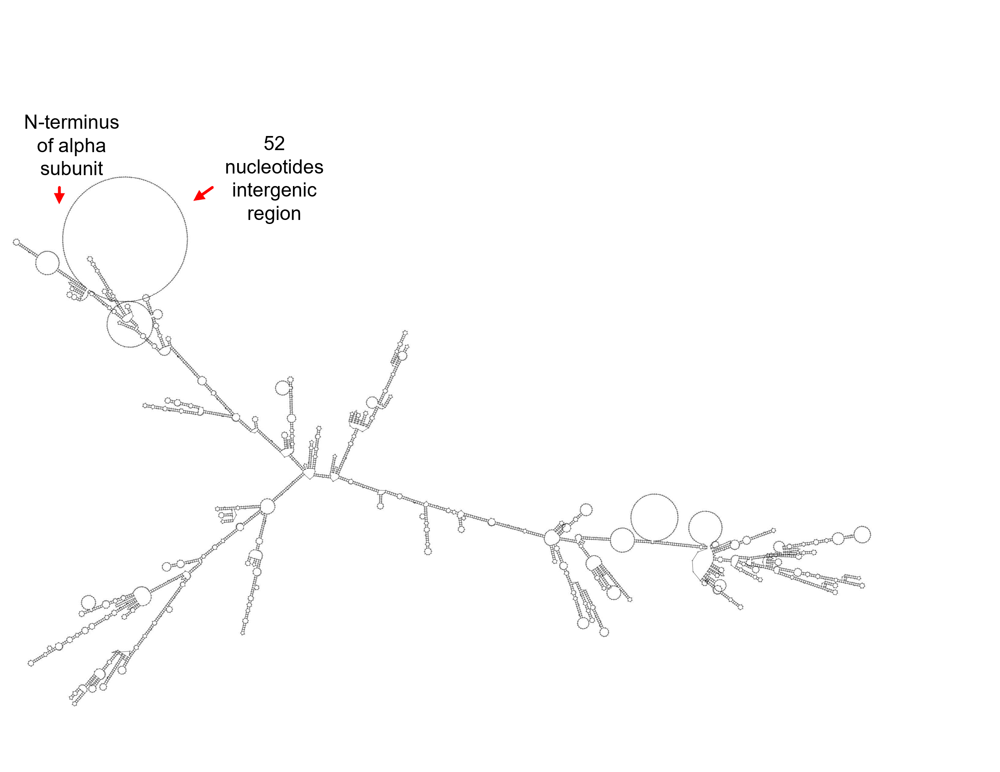 N-terminus
of alpha
subunit
52
nucleotides
intergenic
region